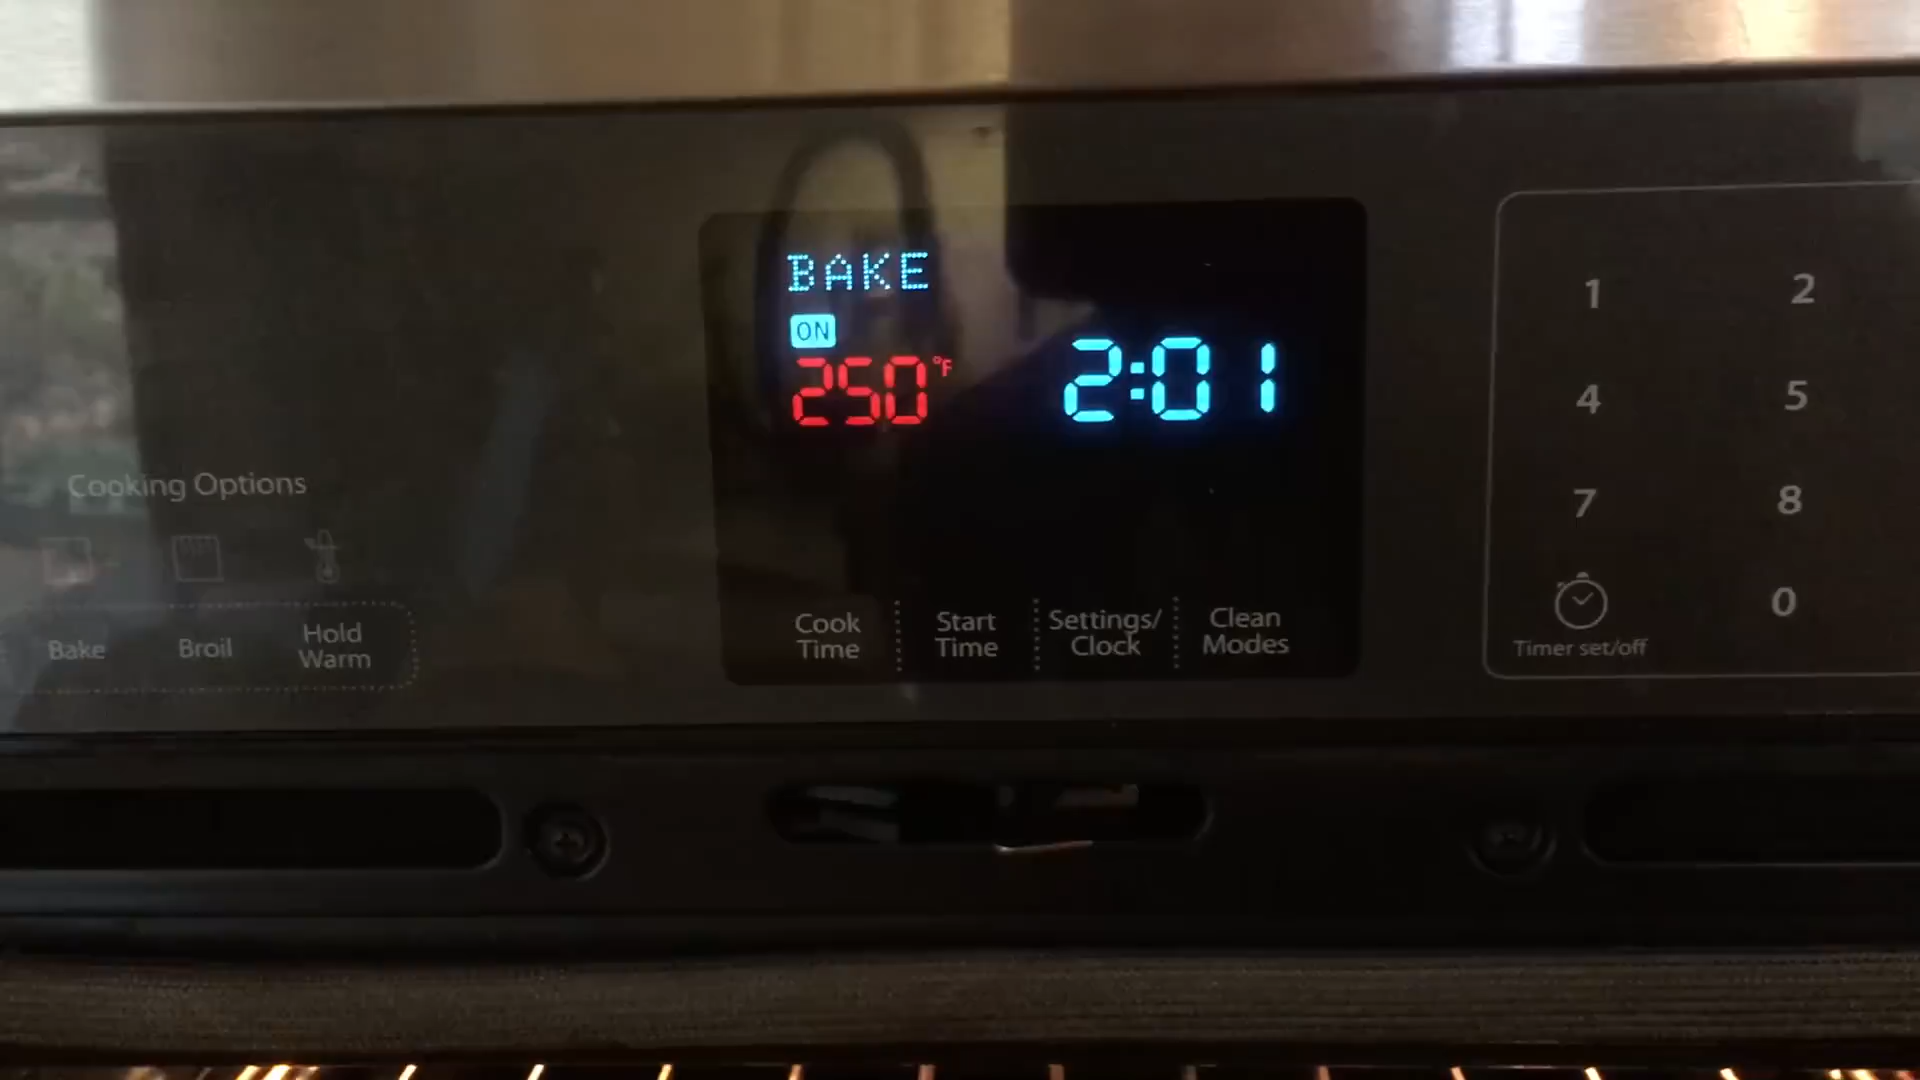 BAKE
ON
250°F
2:01
Cooking Options
Bake
Broil
Hold
Warm
Cook
Time
Start
Time
Settings/
Clock
Clean
Modes
1
2
4
5
7
8
0
Timer set/off